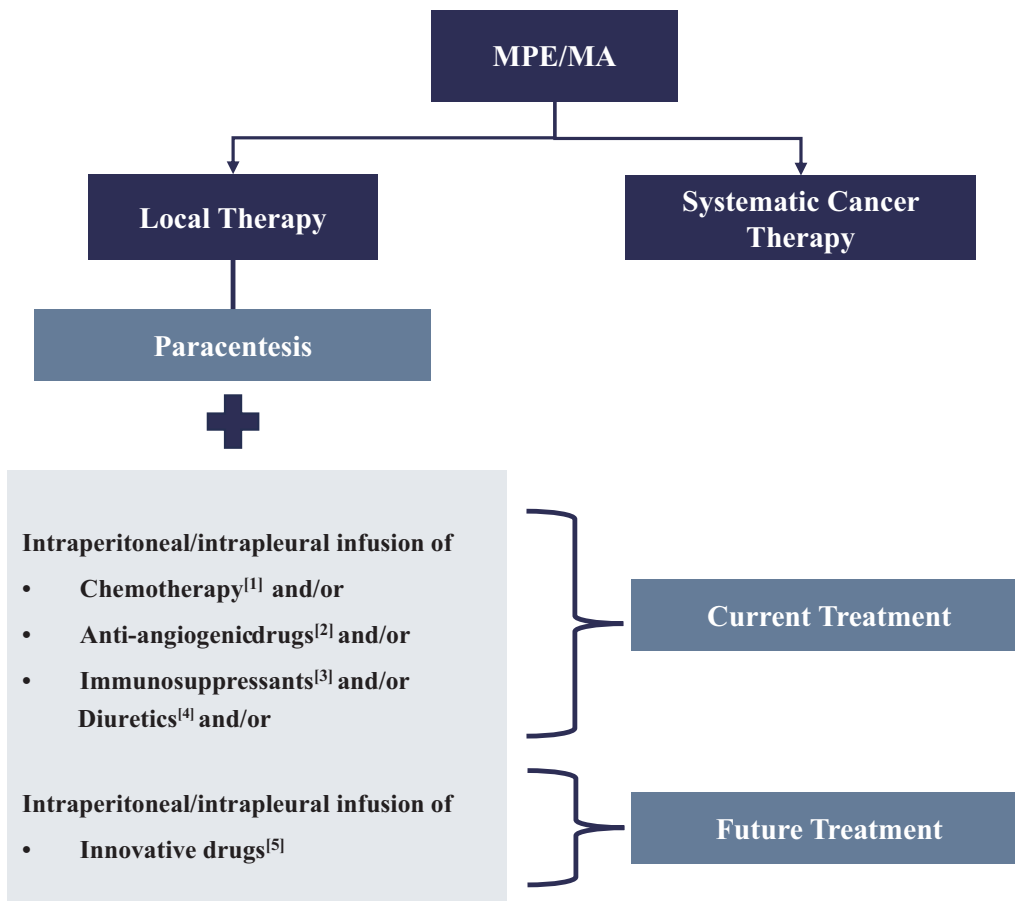 MPE/MA
Local Therapy
Systematic Cancer
Therapy
Paracentesis
Intraperitoneal/intrapleural infusion of
• Chemotherapy[1] and/or
• Anti-angiogenicdrugs[2] and/or
• Immunosuppressants[3] and/or
Diuretics[4] and/or
Current Treatment
Intraperitoneal/intrapleural infusion of
• Innovative drugs[5]
Future Treatment